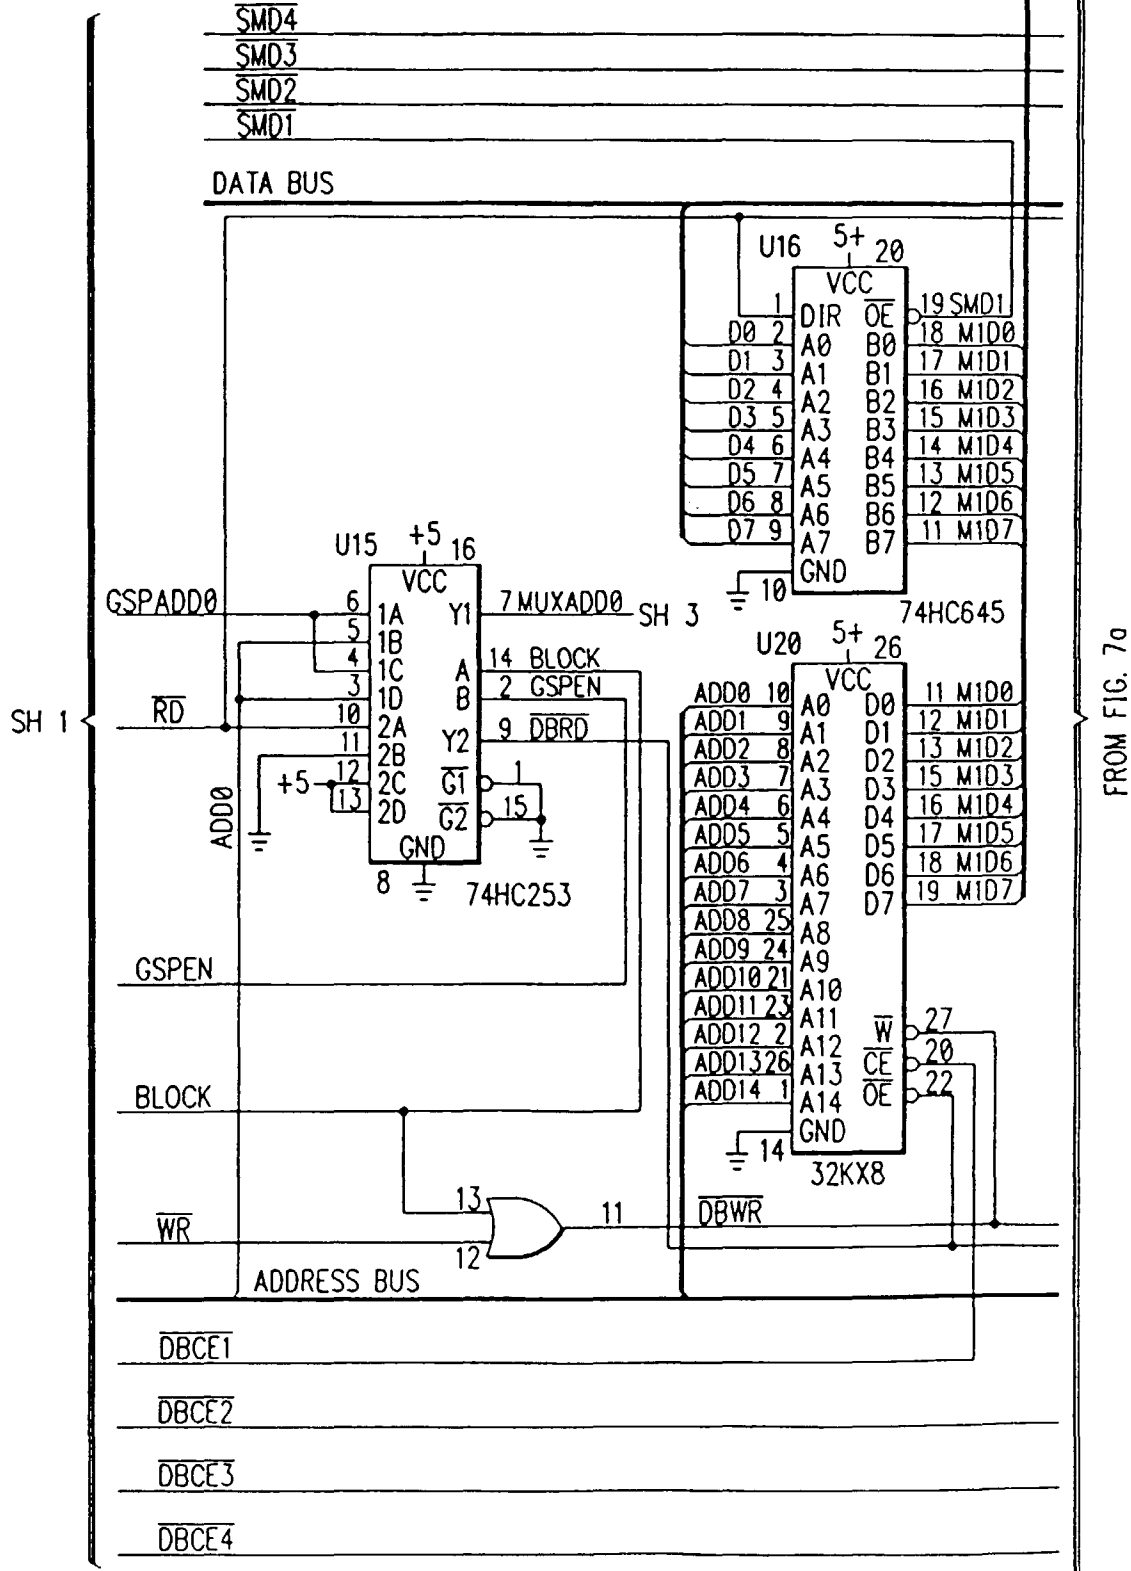 SMD4
SMD3
SMD2
SMD1
DATA BUS
U16 5+ 20
VCC
1 DIR OE 19 SMD1
D0 2 A0 B0 18 M1D0
D1 3 A1 B1 17 M1D1
D2 4 A2 B2 16 M1D2
D3 5 A3 B3 15 M1D3
D4 6 A4 B4 14 M1D4
D5 7 A5 B5 13 M1D5
D6 8 A6 B6 12 M1D6
D7 9 A7 B7 11 M1D7
10 GND
74HC645
U15 +5 16
VCC
GSPADD0 6 1A Y1 7 MUXADD0 SH 3
5 1B
4 1C A 14 BLOCK
3 1D B 2 GSPEN
SH 1 RD 10 2A
11 2B Y2 9 DBRD
+5 12 2C G1 1
13 2D G2 15
ADD0
GND
8
74HC253
U20 5+ 26
VCC
ADD0 10 A0 D0 11 M1D0
ADD1 9 A1 D1 12 M1D1
ADD2 8 A2 D2 13 M1D2
ADD3 7 A3 D3 15 M1D3
ADD4 6 A4 D4 16 M1D4
ADD5 5 A5 D5 17 M1D5
ADD6 4 A6 D6 18 M1D6
ADD7 3 A7 D7 19 M1D7
ADD8 25 A8
ADD9 24 A9
ADD10 21 A10
ADD11 23 A11
ADD12 2 A12 W 27
ADD13 26 A13 CE 20
ADD14 1 A14 OE 22
14 GND
32KX8
GSPEN
BLOCK
13
WR 12 11 DBWR
ADDRESS BUS
DBCE1
DBCE2
DBCE3
DBCE4
FROM FIG. 7a